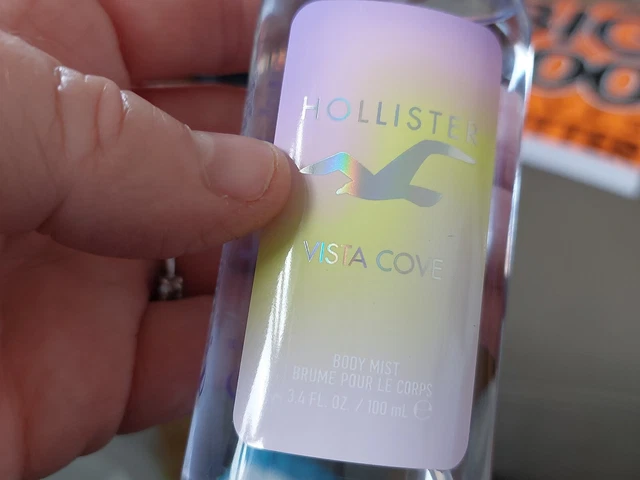 HOLLISTER
VISTA COVE
BODY MIST
BRUME POUR LE CORPS
3.4 FL. OZ. / 100 mL ℮